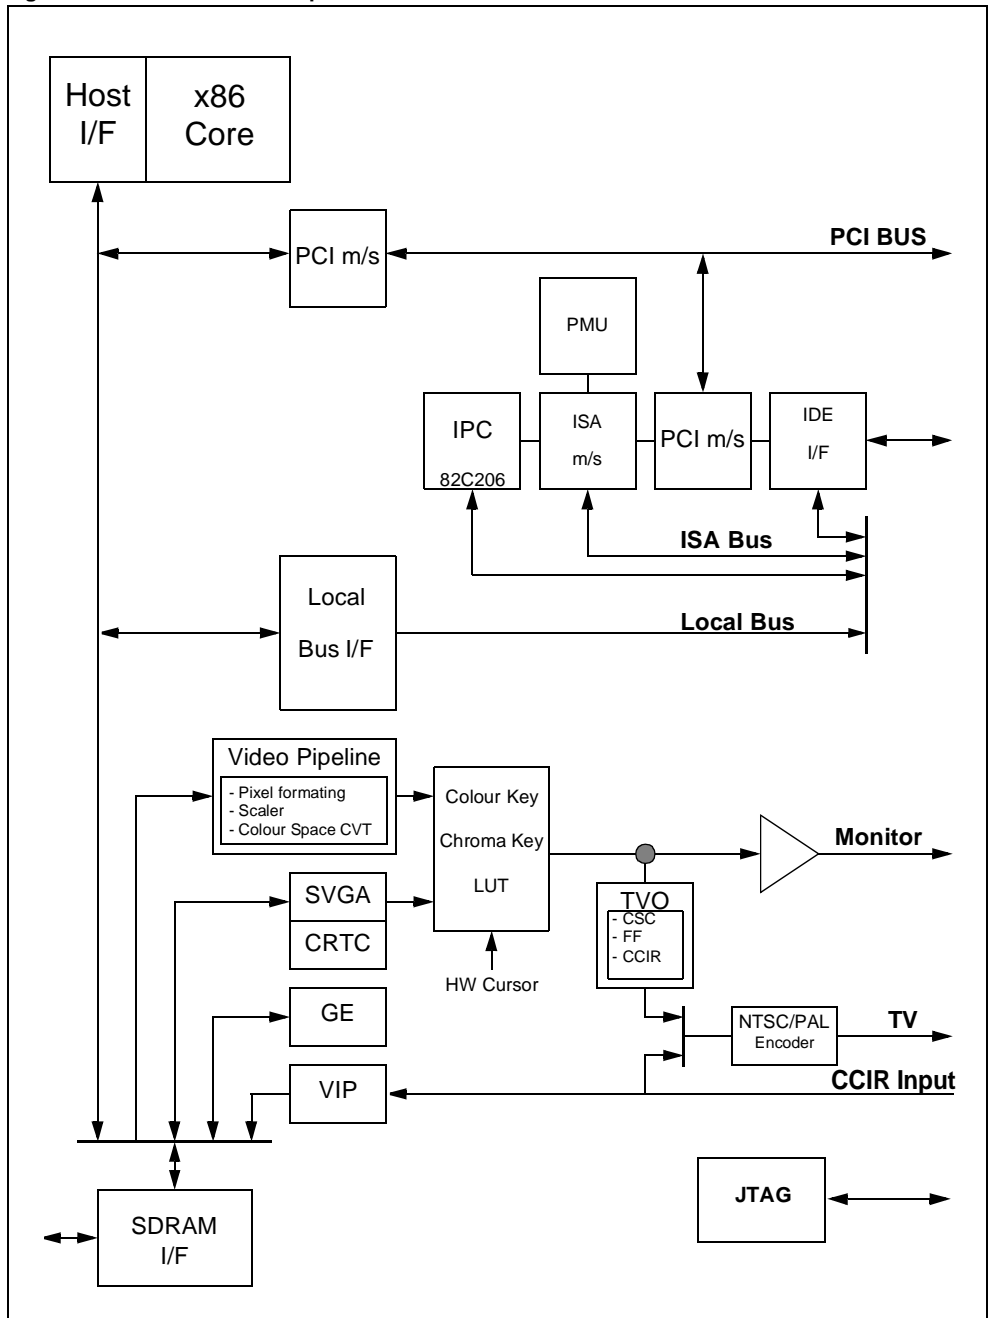 Host
I/F
x86
Core
PCI m/s
PCI BUS
PMU
IPC
82C206
ISA
m/s
PCI m/s
IDE
I/F
ISA Bus
Local
Bus I/F
Local Bus
Video Pipeline
- Pixel formating
- Scaler
- Colour Space CVT
Colour Key
Chroma Key
LUT
Monitor
SVGA
CRTC
TVO
- CSC
- FF
- CCIR
HW Cursor
GE
NTSC/PAL
Encoder
TV
VIP
CCIR Input
JTAG
SDRAM
I/F